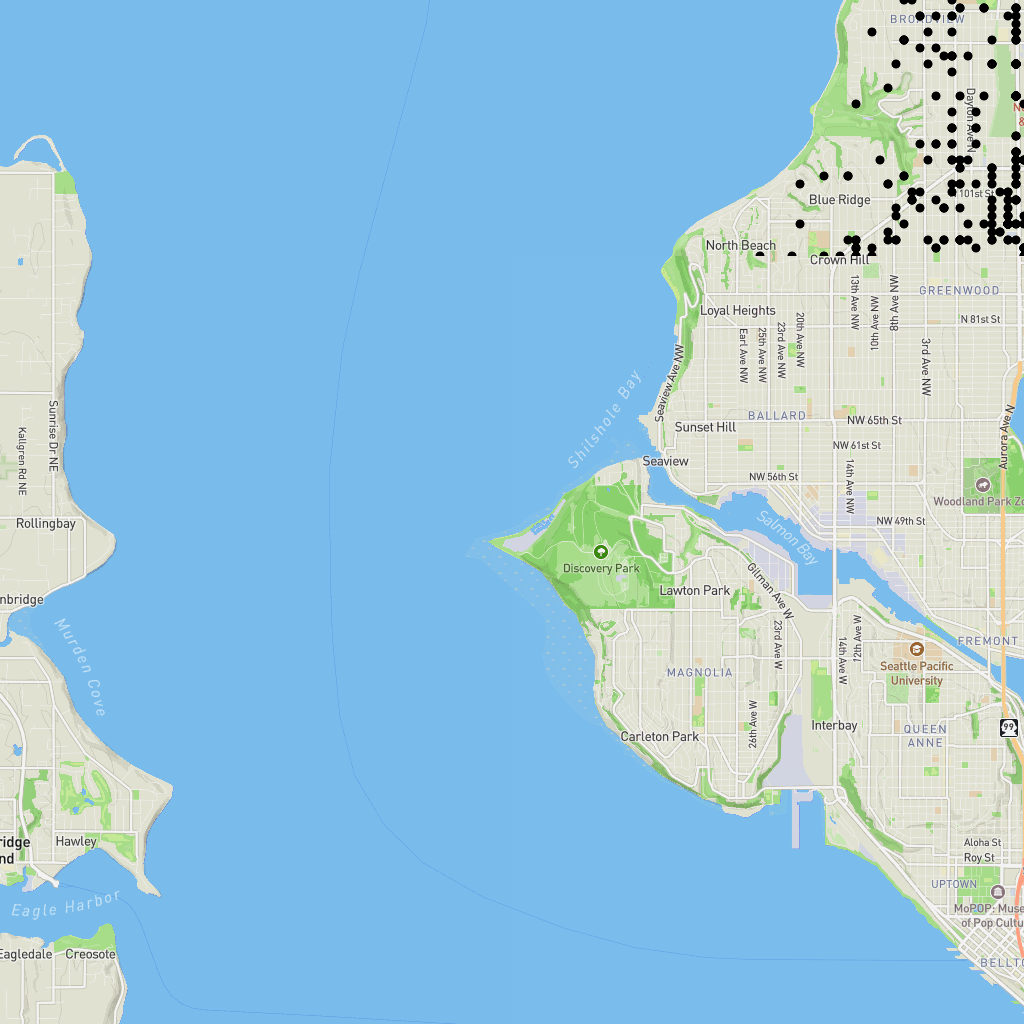 BROADVIEW
Dayton Ave N
N
&
N 101st St
Blue Ridge
North Beach
Crown Hill
GREENWOOD
Loyal Heights
13th Ave NW
10th Ave NW
8th Ave NW
N 81st St
Earl Ave NW
25th Ave NW
23rd Ave NW
20th Ave NW
3rd Ave NW
Seaview Ave NW
Shilshole Bay
BALLARD
NW 65th St
Sunset Hill
Aurora Ave N
NW 61st St
Sunrise Dr NE
Kallgren Rd NE
Seaview
NW 56th St
14th Ave NW
Woodland Park Zo
Rollingbay
Salmon Bay
NW 49th St
Discovery Park
Gilman Ave W
Lawton Park
nbridge
Murden Cove
23rd Ave W
14th Ave W
12th Ave W
FREMONT
Seattle Pacific
University
MAGNOLIA
26th Ave W
Interbay
QUEEN
ANNE
99
Carleton Park
ridge
nd
Hawley
Aloha St
Roy St
UPTOWN
Eagle Harbor
MoPOP: Muse
of Pop Cultu
Eagledale
Creosote
BELLTO